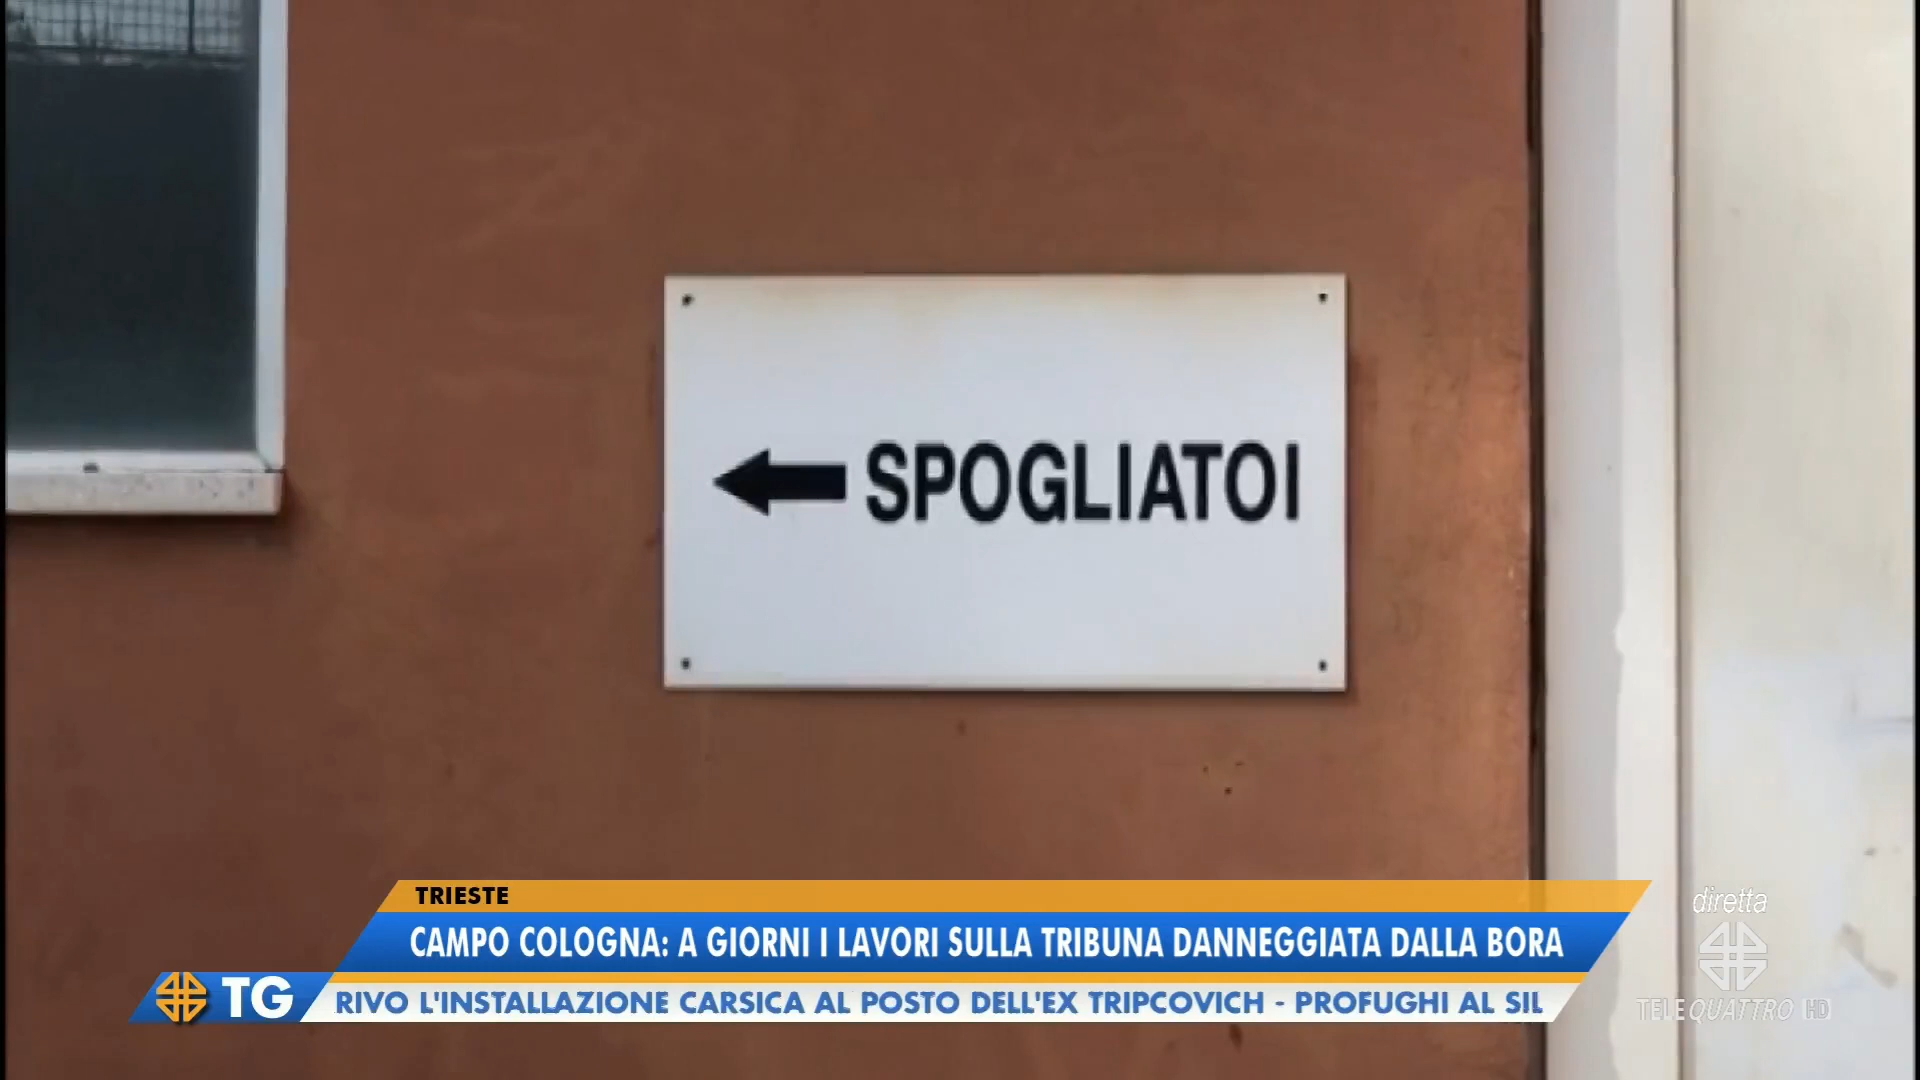 SPOGLIATOI
TRIESTE
CAMPO COLOGNA: A GIORNI I LAVORI SULLA TRIBUNA DANNEGGIATA DALLA BORA
TG
RIVO L'INSTALLAZIONE CARSICA AL POSTO DELL'EX TRIPCOVICH - PROFUGHI AL SIL
diretta
TELEQUATTRO HD